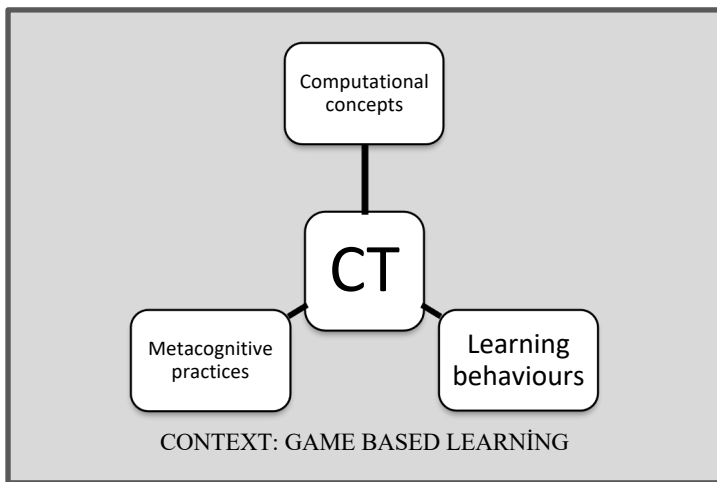 Computational
concepts
CT
Metacognitive
practices
Learning
behaviours
CONTEXT: GAME BASED LEARNİNG